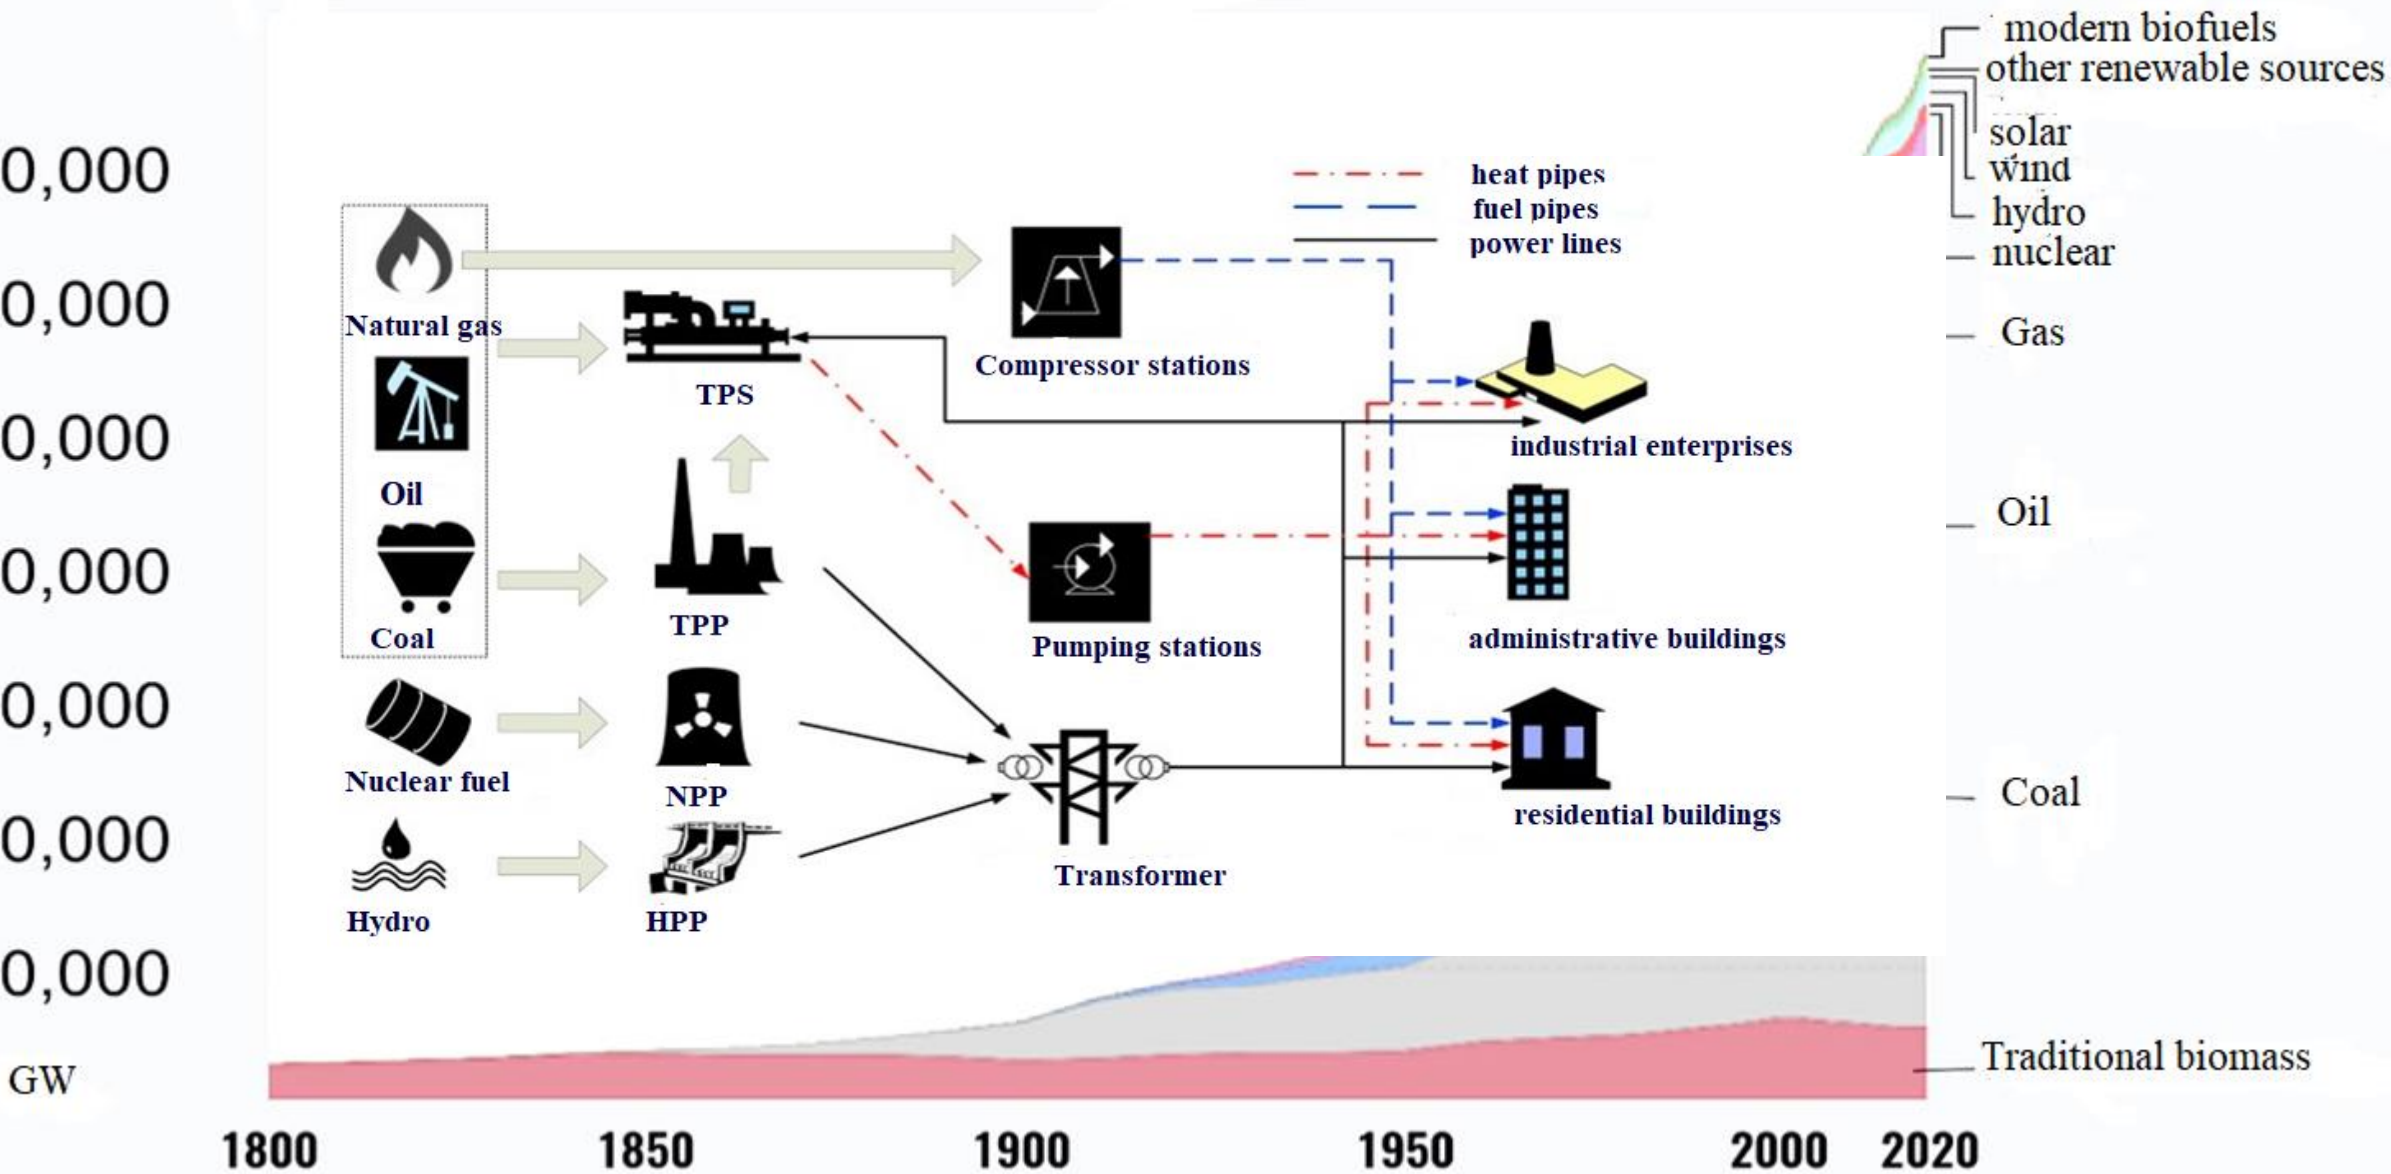 modern biofuels
other renewable sources
solar
wind
hydro
nuclear
Gas
Oil
Coal
Traditional biomass
0,000
0,000
0,000
0,000
0,000
0,000
0,000
GW
heat pipes
fuel pipes
power lines
Natural gas
Oil
Coal
Nuclear fuel
Hydro
TPS
TPP
NPP
HPP
Compressor stations
Pumping stations
Transformer
industrial enterprises
administrative buildings
residential buildings
1800 1850 1900 1950 2000 2020